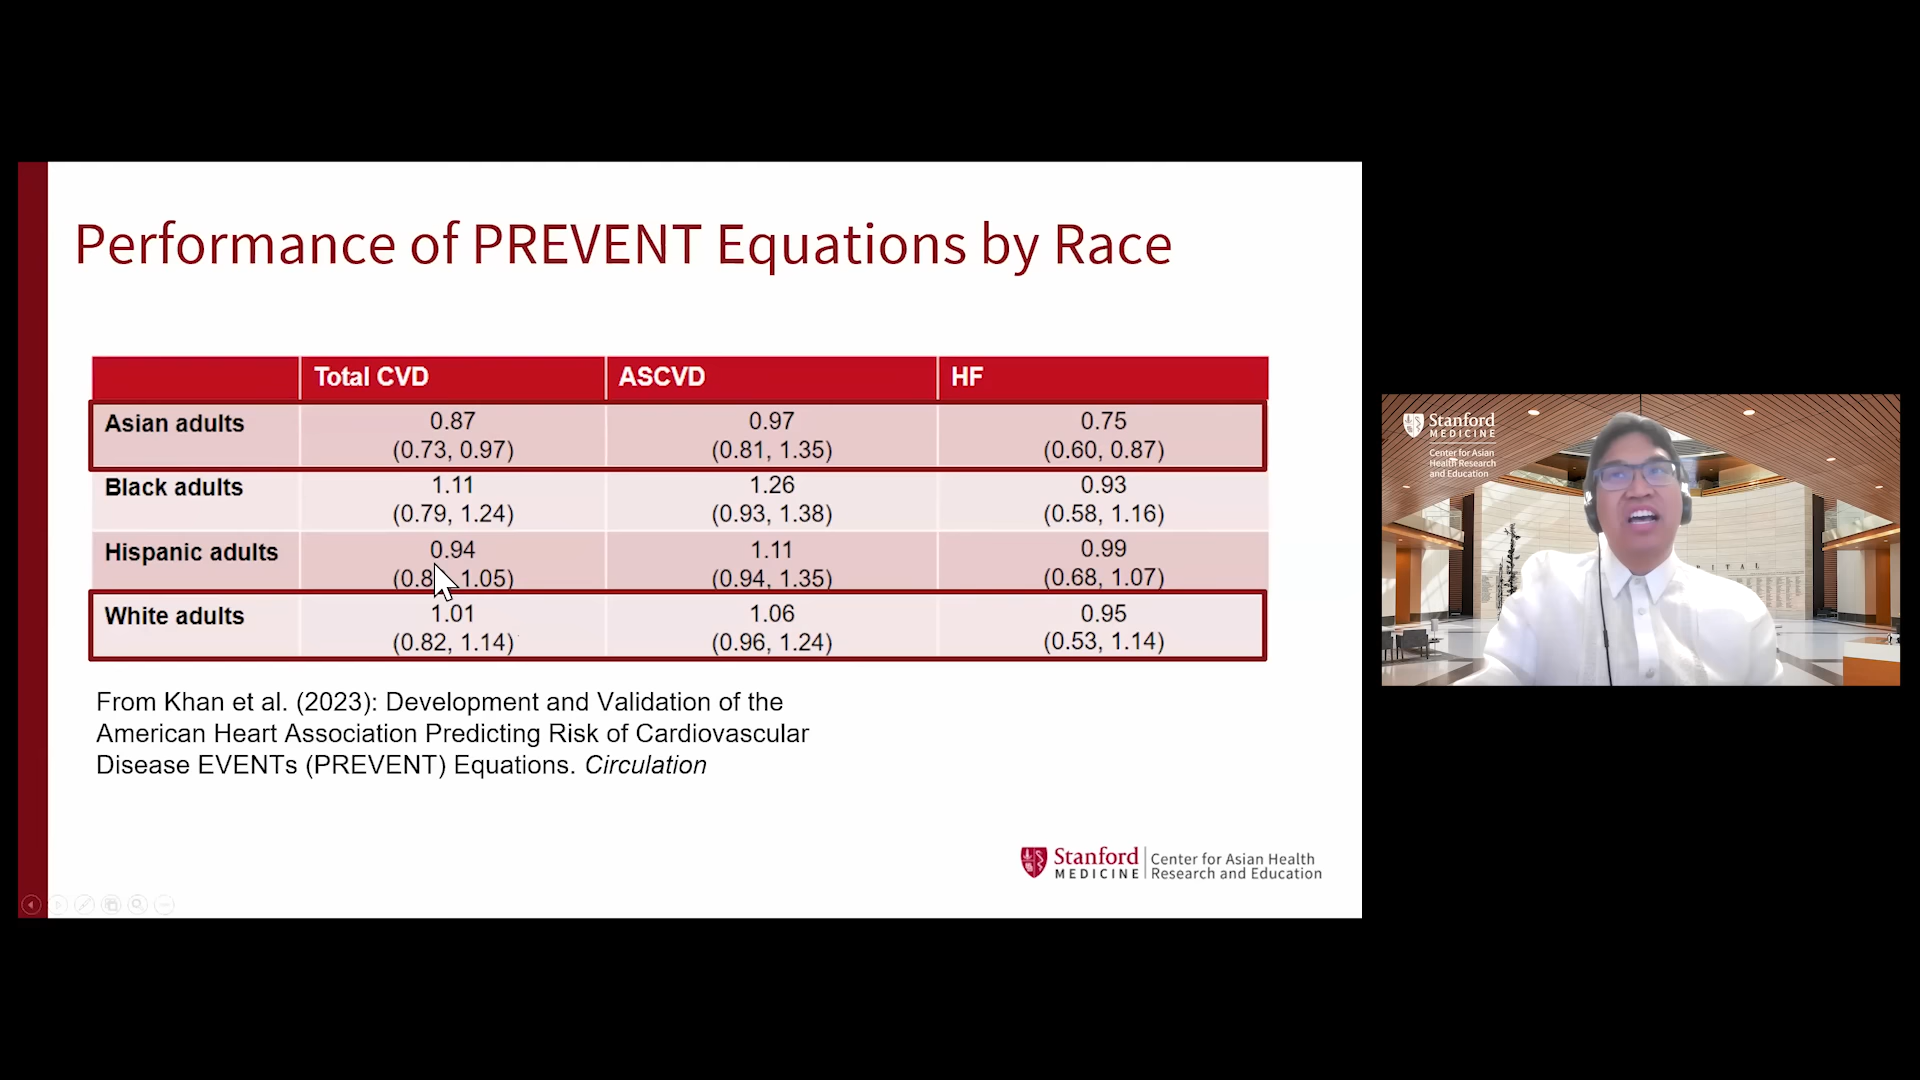 Performance of PREVENT Equations by Race
Total CVD ASCVD HF
Asian adults 0.87 0.97 0.75
(0.73, 0.97) (0.81, 1.35) (0.60, 0.87)
Black adults 1.11 1.26 0.93
(0.79, 1.24) (0.93, 1.38) (0.58, 1.16)
Hispanic adults 0.94 1.11 0.99
1.05) (0.94, 1.35) (0.68, 1.07)
White adults 1.01 1.06 0.95
(0.82, 1.14) (0.96, 1.24) (0.53, 1.14)
From Khan et al. (2023): Development and Validation of the
American Heart Association Predicting Risk of Cardiovascular
Disease EVENTs (PREVENT) Equations. Circulation
Stanford
MEDICINE
Center for Asian Health
Research and Education
Stanford
MEDICINE
Center for Asian
Health Research
and Education